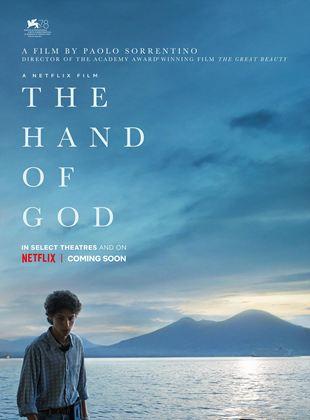 78
A FILM BY PAOLO SORRENTINO
DIRECTOR OF THE ACADEMY AWARD® WINNING FILM THE GREAT BEAUTY
A NETFLIX FILM
THE
HAND
OF
GOD
IN SELECT THEATRES AND ON
NETFLIX | COMING SOON